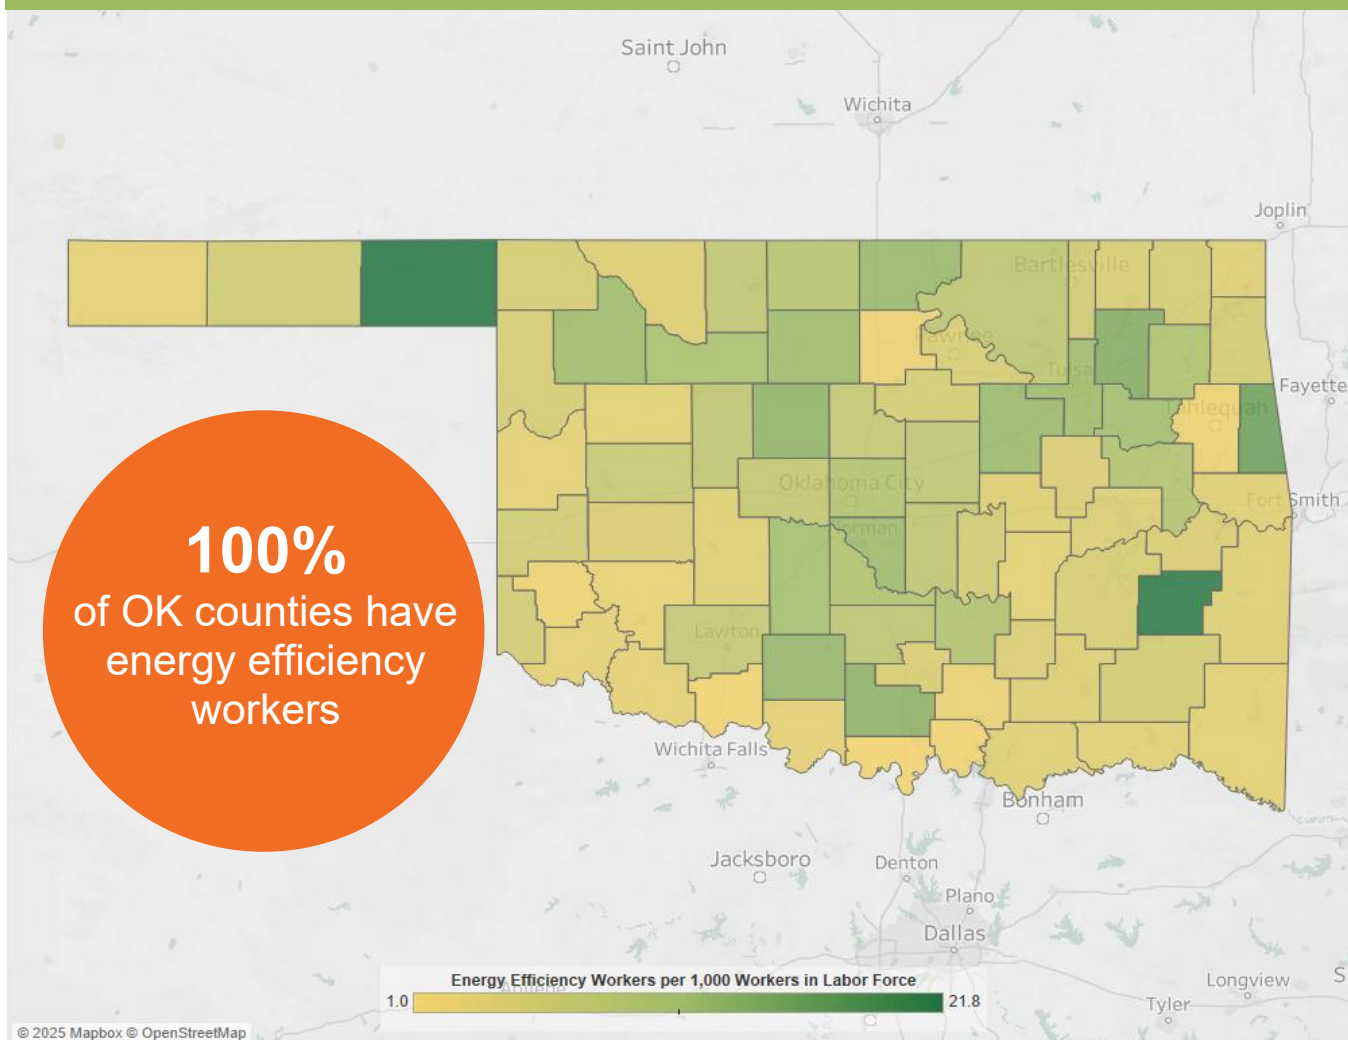 Saint John
Wichita
Joplin
Bartlesville
Pawnee
Tulsa
Fayette
Tahlequah
Oklahoma City
Fort Smith
Norman
100%
of OK counties have
energy efficiency
workers
Lawton
Wichita Falls
Bonham
Jacksboro
Denton
Plano
Dallas
Energy Efficiency Workers per 1,000 Workers in Labor Force
Longview
S
Abilene
1.0
21.8
Tyler
© 2025 Mapbox © OpenStreetMap